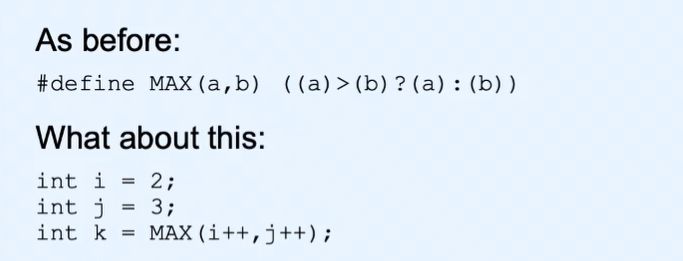 As before:
#define MAX(a,b) ((a)>(b)?(a):(b))
What about this:
int i = 2;
int j = 3;
int k = MAX(i++,j++);